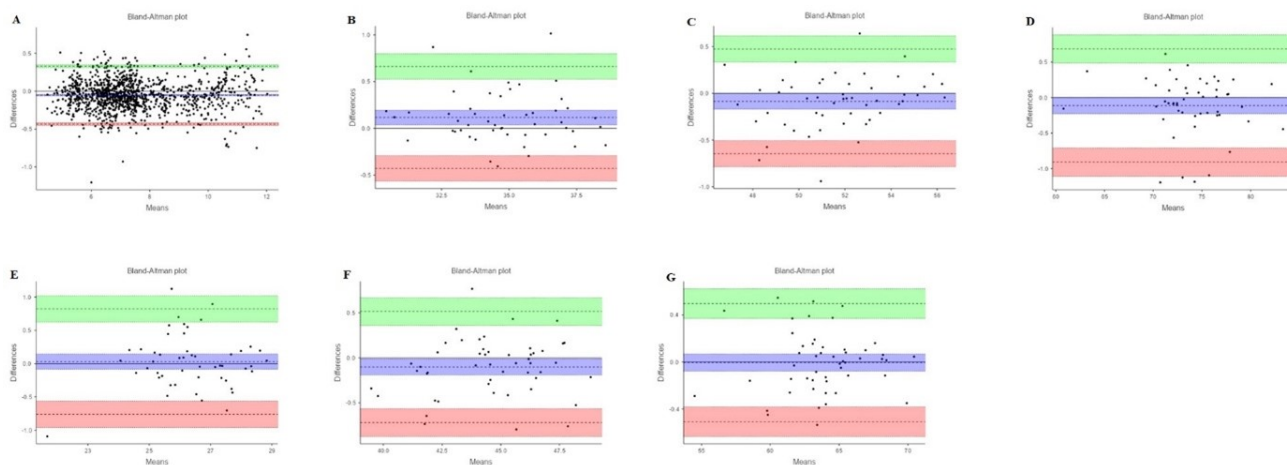 A
Bland-Altman plot
Differences
0.5
0.0
-0.5
-1.0
6
8
10
12
Means
B
Bland-Altman plot
Differences
1.0
0.5
0.0
-0.5
32.5
35.0
37.5
Means
C
Bland-Altman plot
Differences
0.5
0.0
-0.5
-1.0
48
50
52
54
56
Means
D
Bland-Altman plot
Differences
0.5
0.0
-0.5
-1.0
60
65
70
75
80
Means
E
Bland-Altman plot
Differences
1.0
0.5
0.0
-0.5
-1.0
23
25
27
29
Means
F
Bland-Altman plot
Differences
0.5
0.0
-0.5
40.0
42.5
45.0
47.5
Means
G
Bland-Altman plot
Differences
0.4
0.0
-0.4
55
60
65
70
Means